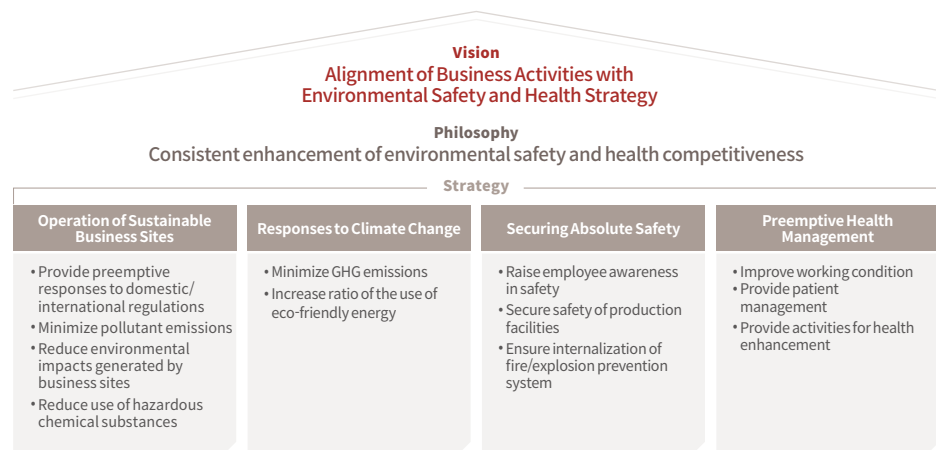 Vision
Alignment of Business Activities with
Environmental Safety and Health Strategy
Philosophy
Consistent enhancement of environmental safety and health competitiveness
Strategy
Operation of Sustainable
Business Sites
• Provide preemptive
responses to domestic/
international regulations
• Minimize pollutant emissions
• Reduce environmental
impacts generated by
business sites
• Reduce use of hazardous
chemical substances
Responses to Climate Change
• Minimize GHG emissions
• Increase ratio of the use of
eco-friendly energy
Securing Absolute Safety
• Raise employee awareness
in safety
• Secure safety of production
facilities
• Ensure internalization of
fire/explosion prevention
system
Preemptive Health
Management
• Improve working condition
• Provide patient
management
• Provide activities for health
enhancement